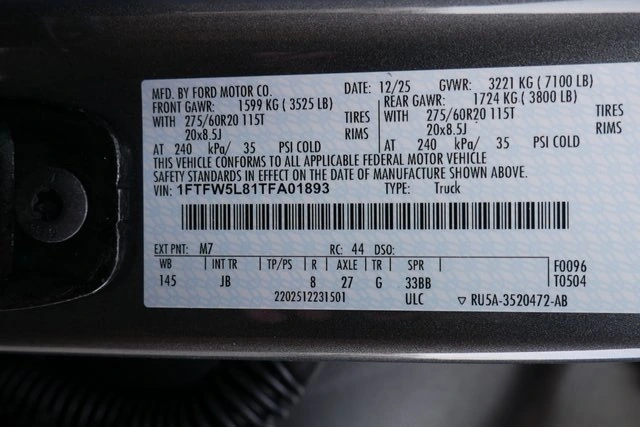 MFD. BY FORD MOTOR CO. DATE: 12/25 GVWR: 3221 KG ( 7100 LB)
FRONT GAWR: 1599 KG ( 3525 LB) REAR GAWR: 1724 KG ( 3800 LB)
WITH 275/60R20 115T TIRES WITH 275/60R20 115T TIRES
20x8.5J RIMS 20x8.5J RIMS
AT 240 kPa/ 35 PSI COLD AT 240 kPa/ 35 PSI COLD
THIS VEHICLE CONFORMS TO ALL APPLICABLE FEDERAL MOTOR VEHICLE
SAFETY STANDARDS IN EFFECT ON THE DATE OF MANUFACTURE SHOWN ABOVE.
VIN: 1FTFW5L81TFA01893 TYPE: Truck
EXT PNT: M7 RC: 44 DSO:
WB INT TR TP/PS R AXLE TR SPR F0096
145 JB 8 27 G 33BB T0504
2202512231501 ULC ▽ RU5A-3520472-AB